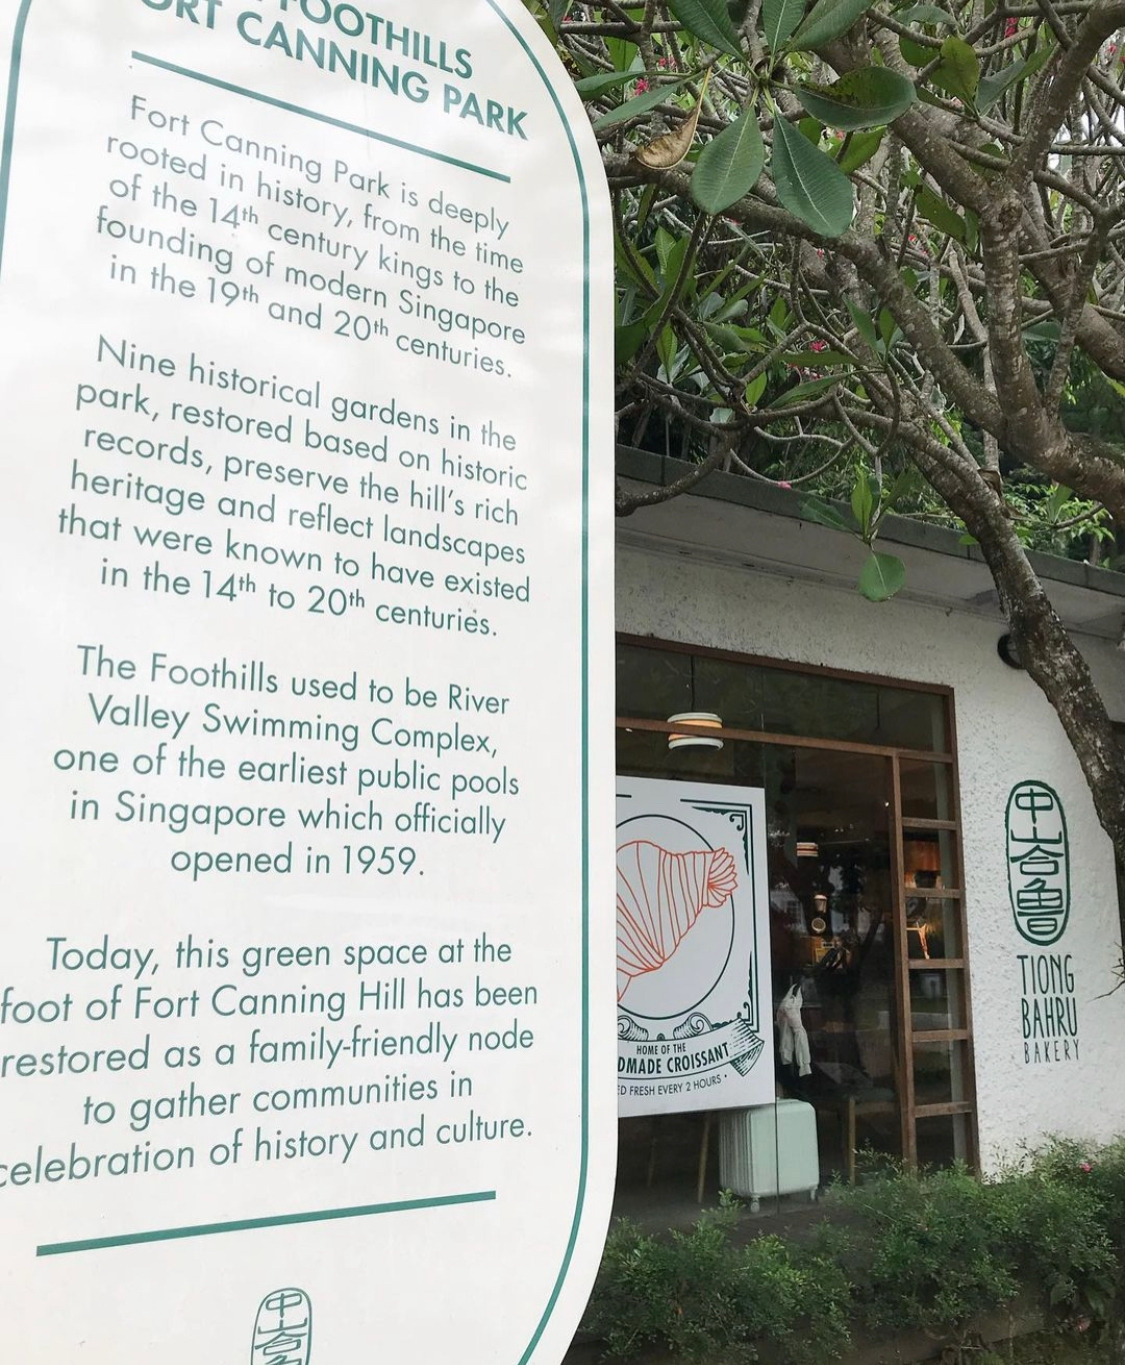 FOOTHILLS
ORT CANNING PARK
Fort Canning Park is deeply
rooted in history, from the time
of the 14th century kings to the
founding of modern Singapore
in the 19th and 20th centuries.
Nine historical gardens in the
park, restored based on historic
records, preserve the hill's rich
heritage and reflect landscapes
that were known to have existed
in the 14th to 20th centuries.
The Foothills used to be River
Valley Swimming Complex,
one of the earliest public pools
in Singapore which officially
opened in 1959.
Today, this green space at the
foot of Fort Canning Hill has been
restored as a family-friendly node
to gather communities in
celebration of history and culture.
HOME OF THE
DMADE CROISSANT
ED FRESH EVERY 2 HOURS
中
峇
魯
TIONG
BAHRU
BAKERY